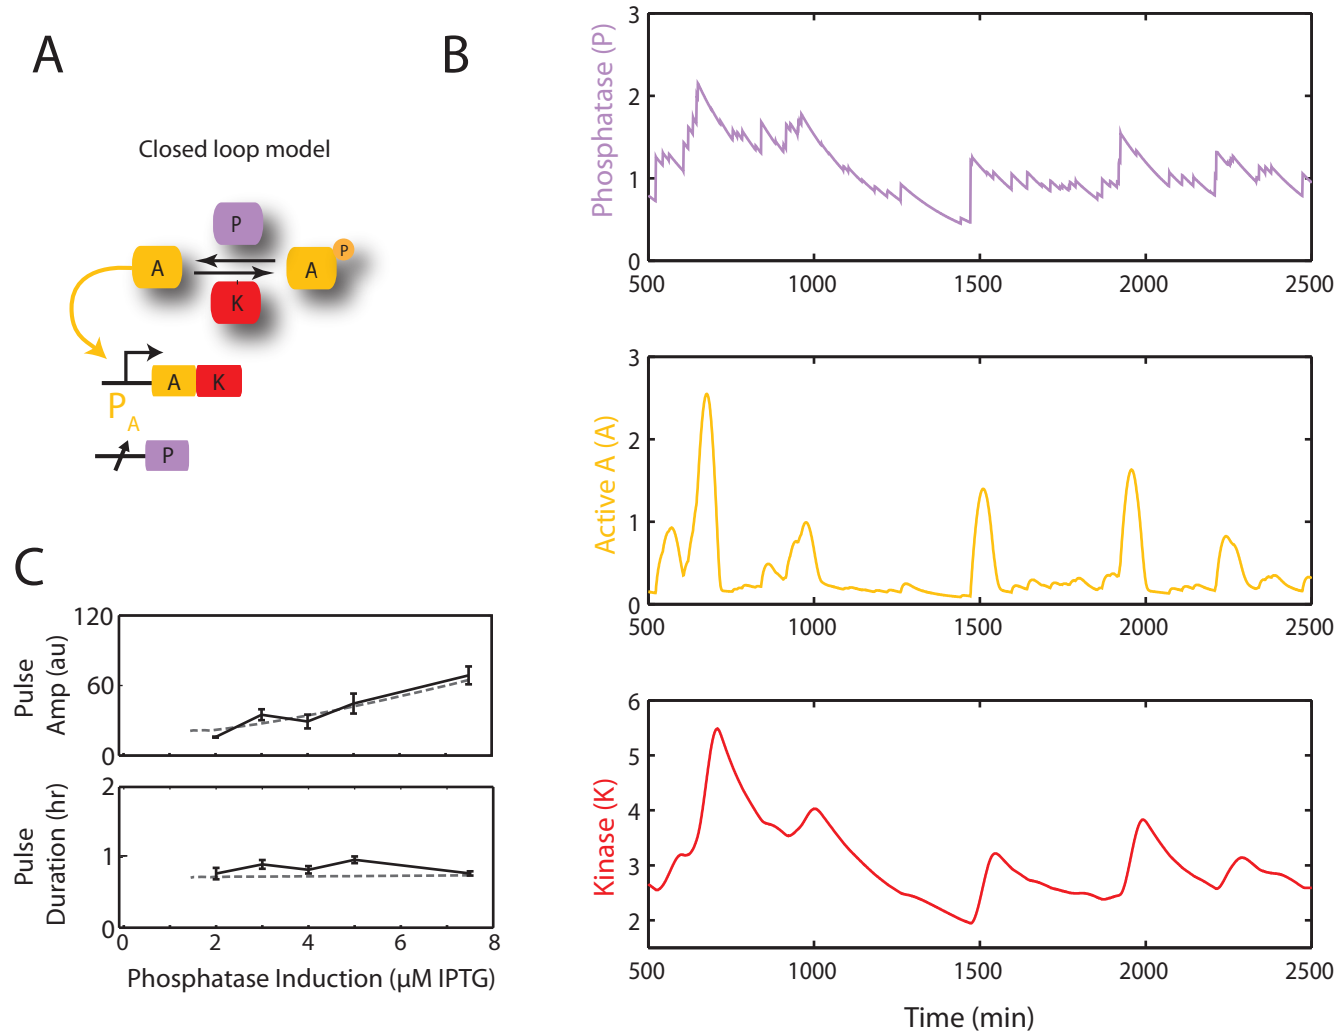 A
Closed loop model
P
A
A
P
K
A
K
P
A
P
B
Phosphatase (P)
3
2
1
0
500
1000
1500
2000
2500
Active A (A)
3
2
1
0
500
1000
1500
2000
2500
Kinase (K)
6
5
4
3
2
500
1000
1500
2000
2500
Time (min)
C
Pulse
Amp (au)
120
60
0
Pulse
Duration (hr)
2
1
0
0
2
4
6
8
Phosphatase Induction (μM IPTG)